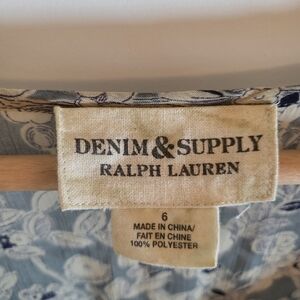 DENIM & SUPPLY
RALPH LAUREN
6
MADE IN CHINA/
FAIT EN CHINE
100% POLYESTER